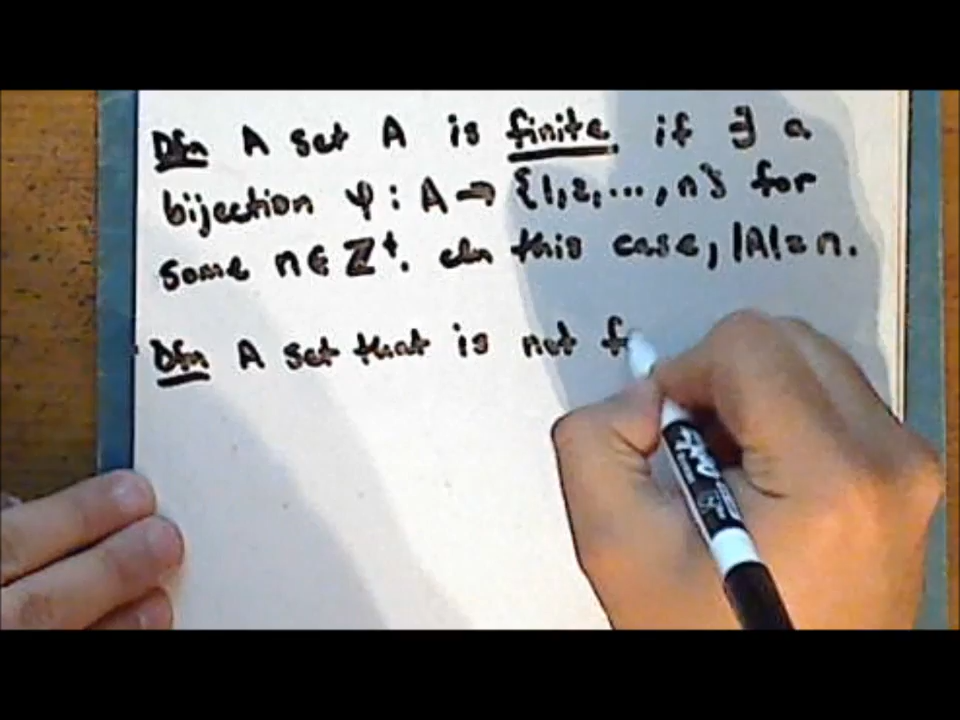 Dfn A set A is finite if ∃ a
bijection φ : A → {1,2,...,n} for
some n ∈ ℤ⁺. In this case, |A| = n.
Dfn A set that is not f